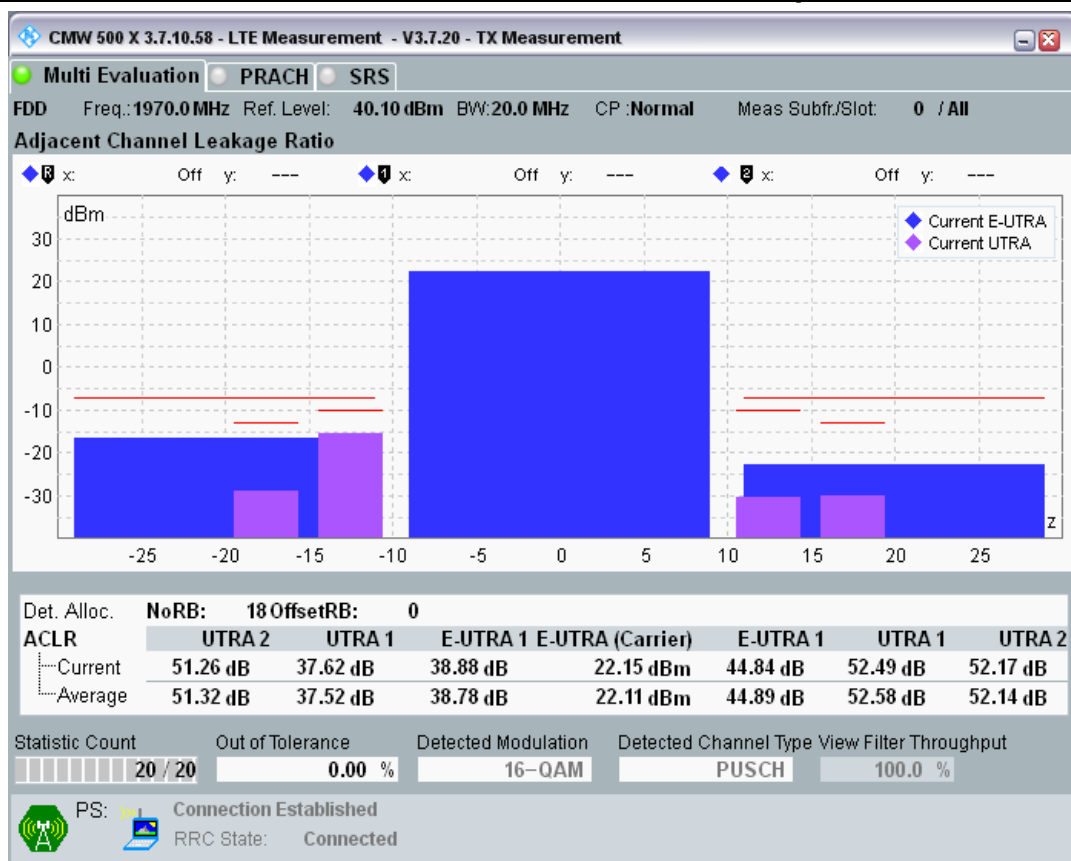 CMW 500 X 3.7.10.58 - LTE Measurement - V3.7.20 - TX Measurement
Multi Evaluation PRACH SRS
FDD Freq.: 1970.0 MHz Ref. Level: 40.10 dBm BW: 20.0 MHz CP : Normal Meas Subfr./Slot: 0 / All
Adjacent Channel Leakage Ratio
R x: Off y: --- 1 x: Off y: --- 2 x: Off y: ---
dBm
Current E-UTRA
Current UTRA
30
20
10
0
-10
-20
-30
z
-25 -20 -15 -10 -5 0 5 10 15 20 25
Det. Alloc. NoRB: 18 OffsetRB: 0
ACLR UTRA 2 UTRA 1 E-UTRA 1 E-UTRA (Carrier) E-UTRA 1 UTRA 1 UTRA 2
Current 51.26 dB 37.62 dB 38.88 dB 22.15 dBm 44.84 dB 52.49 dB 52.17 dB
Average 51.32 dB 37.52 dB 38.78 dB 22.11 dBm 44.89 dB 52.58 dB 52.14 dB
Statistic Count Out of Tolerance Detected Modulation Detected Channel Type View Filter Throughput
20 / 20 0.00 % 16-QAM PUSCH 100.0 %
PS: Connection Established
RRC State: Connected